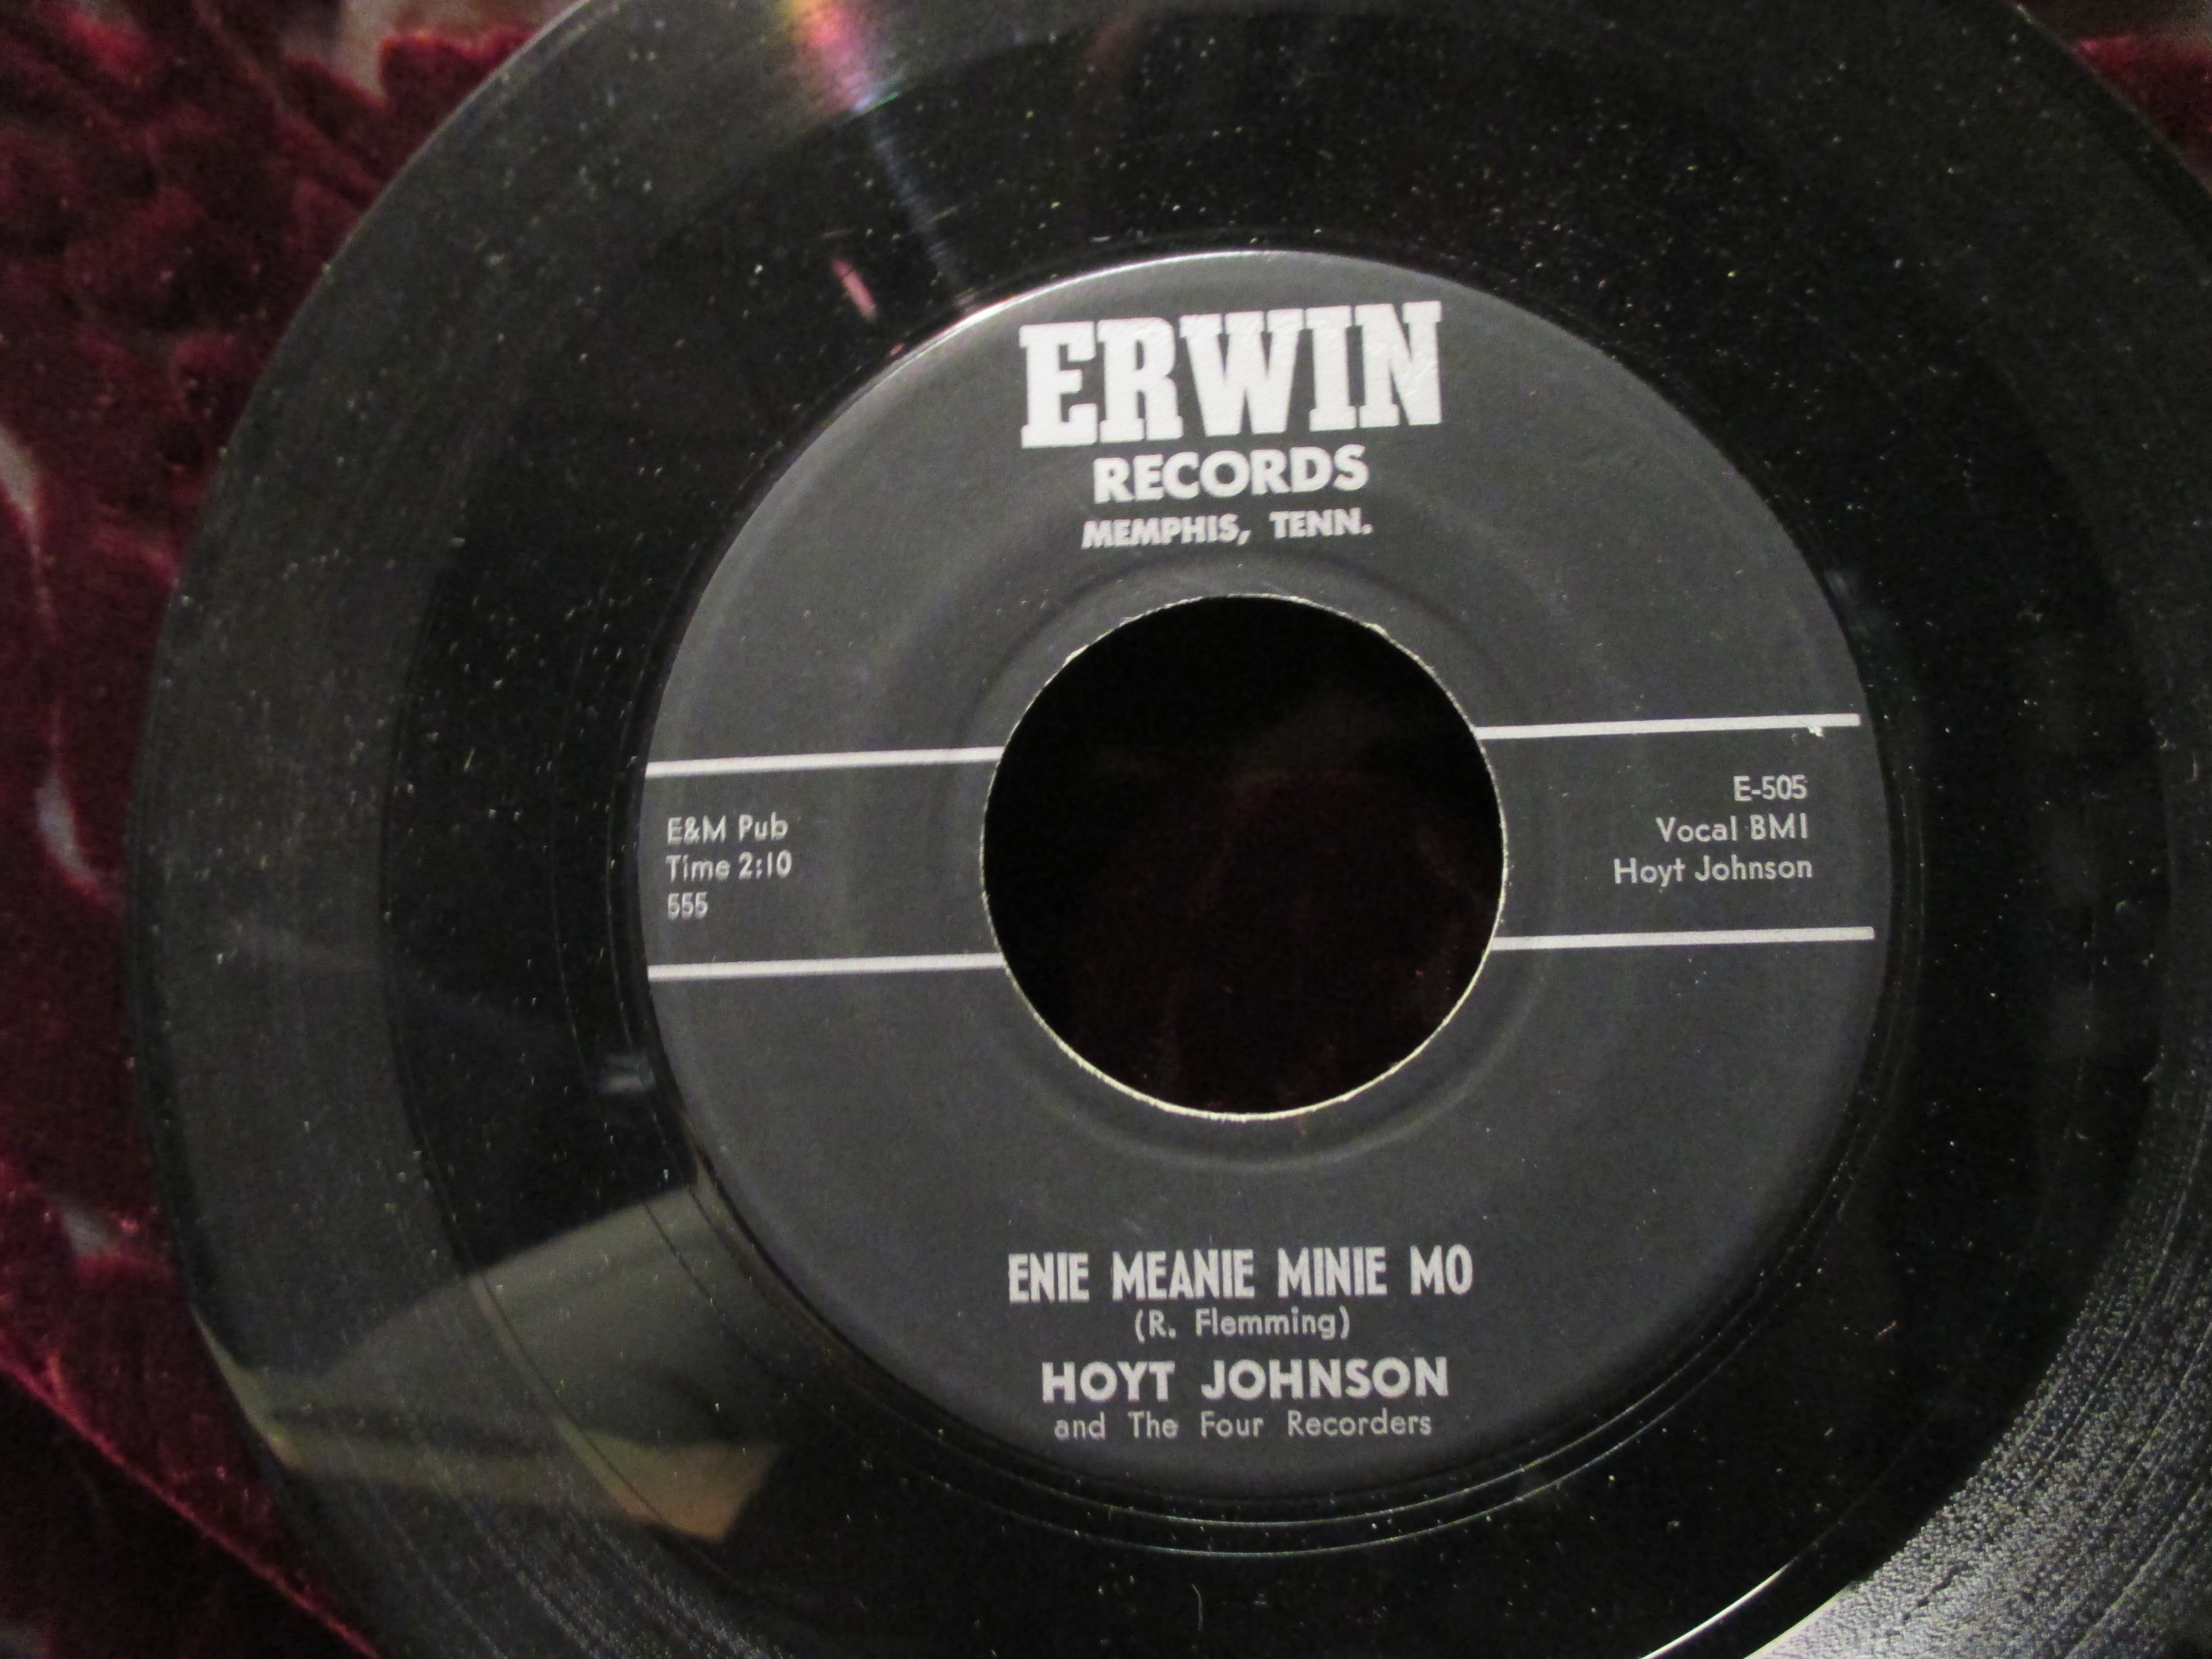 ERWIN
RECORDS
MEMPHIS, TENN.
E&M Pub
Time 2:10
555
E-505
Vocal BMI
Hoyt Johnson
ENIE MEANIE MINIE MO
(R. Flemming)
HOYT JOHNSON
and The Four Recorders